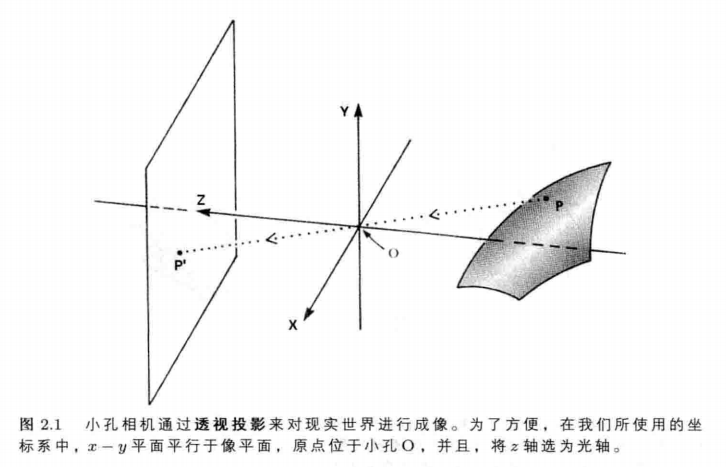 Y
Z
P
P'
O
X
图 2.1 小孔相机通过透视投影来对现实世界进行成像。为了方便，在我们所使用的坐
标系中，x－y 平面平行于像平面，原点位于小孔 O，并且，将 z 轴选为光轴。